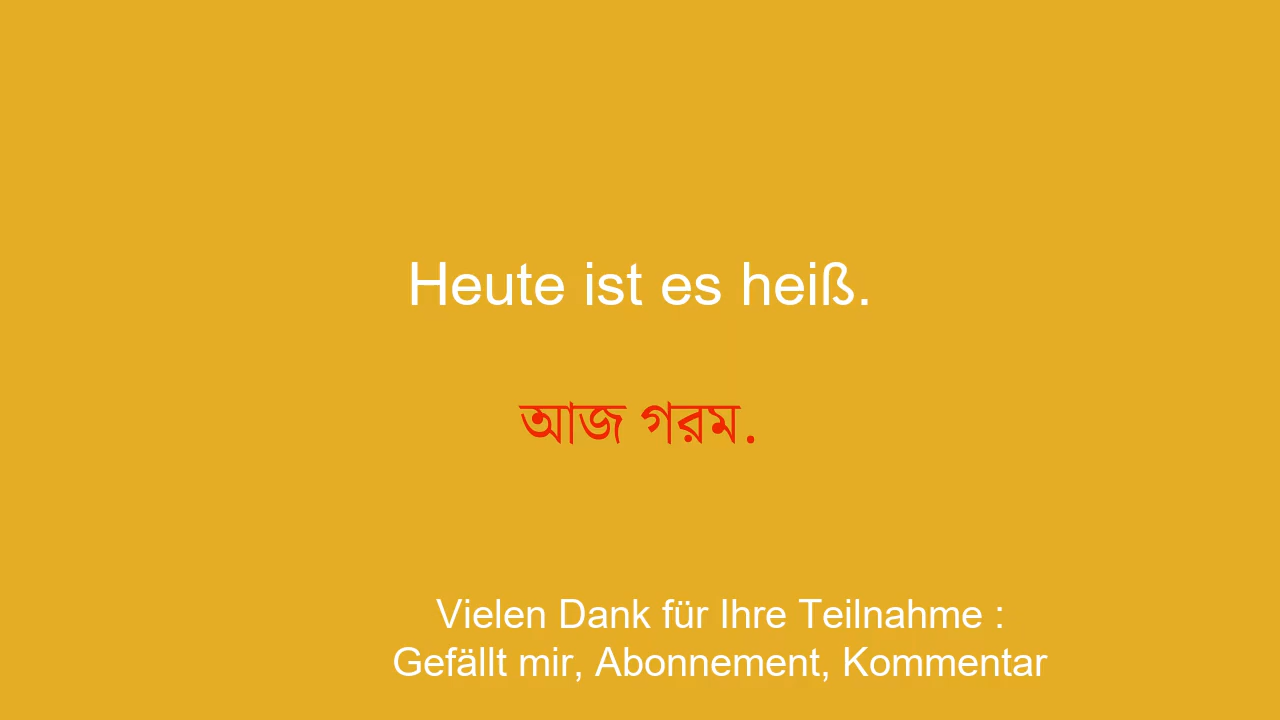 Heute ist es heiß.
আজ গরম.
Vielen Dank für Ihre Teilnahme :
Gefällt mir, Abonnement, Kommentar